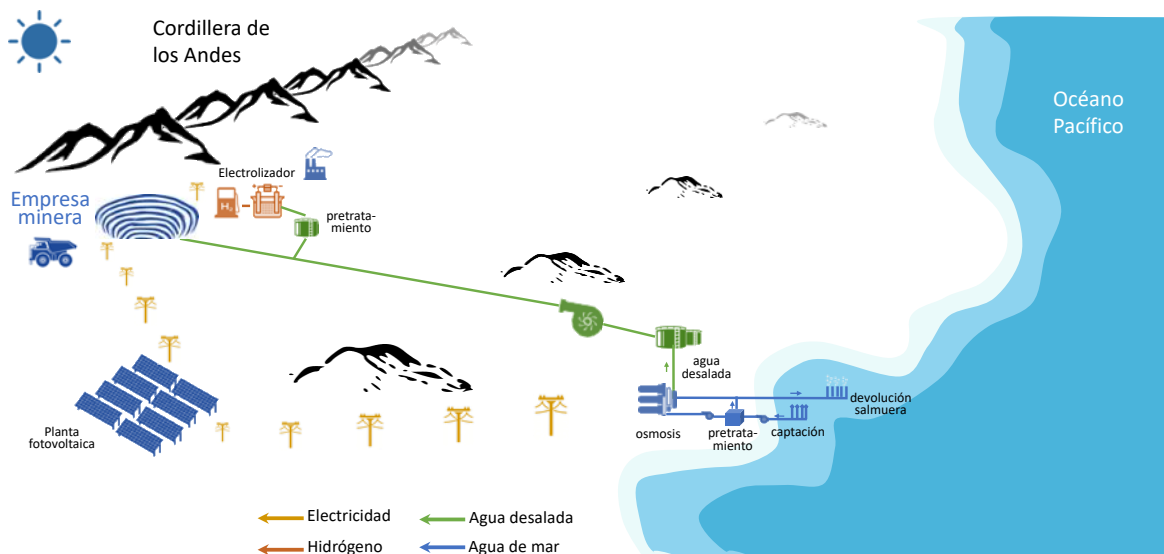 Cordillera de
los Andes
Océano
Pacífico
Electrolizador
H₂
Empresa
minera
pretrata-
miento
agua
desalada
devolución
salmuera
Planta
fotovoltaica
osmosis
pretrata-
miento
captación
Electricidad
Agua desalada
Hidrógeno
Agua de mar